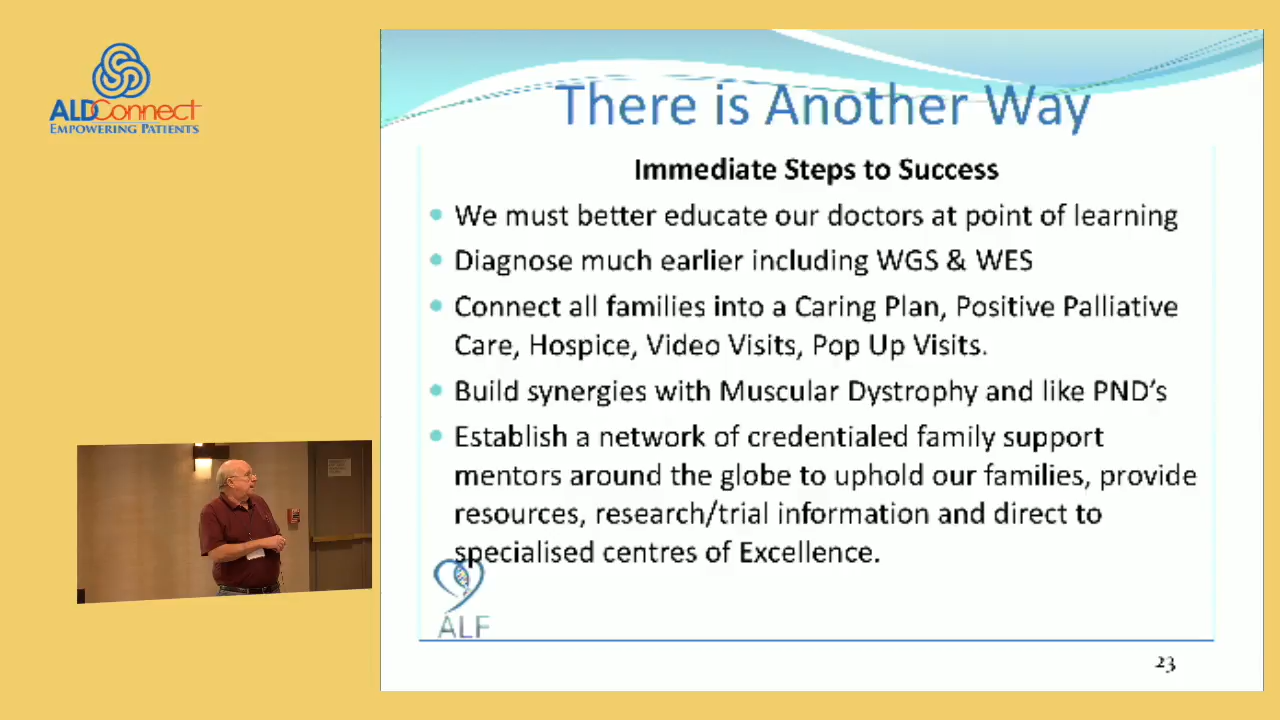 ALDConnect
EMPOWERING PATIENTS
There is Another Way
Immediate Steps to Success
• We must better educate our doctors at point of learning
• Diagnose much earlier including WGS & WES
• Connect all families into a Caring Plan, Positive Palliative
Care, Hospice, Video Visits, Pop Up Visits.
• Build synergies with Muscular Dystrophy and like PND's
• Establish a network of credentialed family support
mentors around the globe to uphold our families, provide
resources, research/trial information and direct to
specialised centres of Excellence.
ALF
23